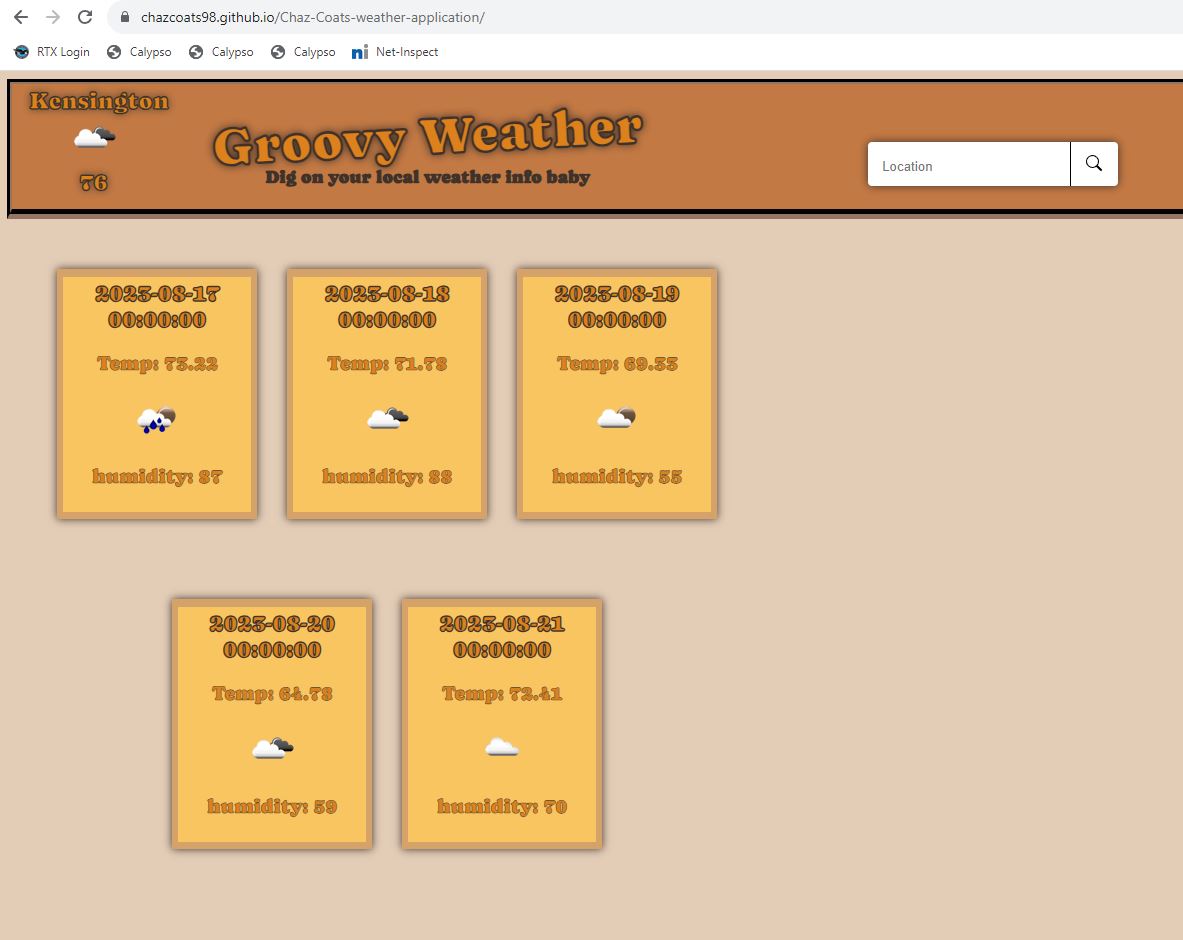 chazcoats98.github.io/Chaz-Coats-weather-application/
RTX Login
Calypso
Calypso
Calypso
ni Net-Inspect
Kensington
76
Groovy Weather
Dig on your local weather info baby
Location
2023-08-17
00:00:00
Temp: 73.22
humidity: 87
2023-08-18
00:00:00
Temp: 71.78
humidity: 88
2023-08-19
00:00:00
Temp: 69.55
humidity: 55
2023-08-20
00:00:00
Temp: 64.78
humidity: 59
2023-08-21
00:00:00
Temp: 72.41
humidity: 70